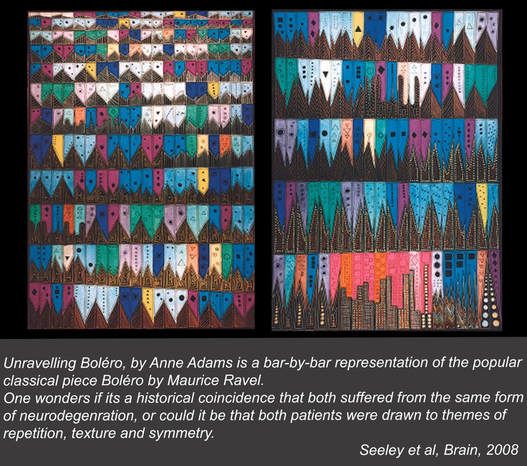 Unravelling Boléro, by Anne Adams is a bar-by-bar representation of the popular
classical piece Boléro by Maurice Ravel.
One wonders if its a historical coincidence that both suffered from the same form
of neurodegenration, or could it be that both patients were drawn to themes of
repetition, texture and symmetry.
Seeley et al, Brain, 2008